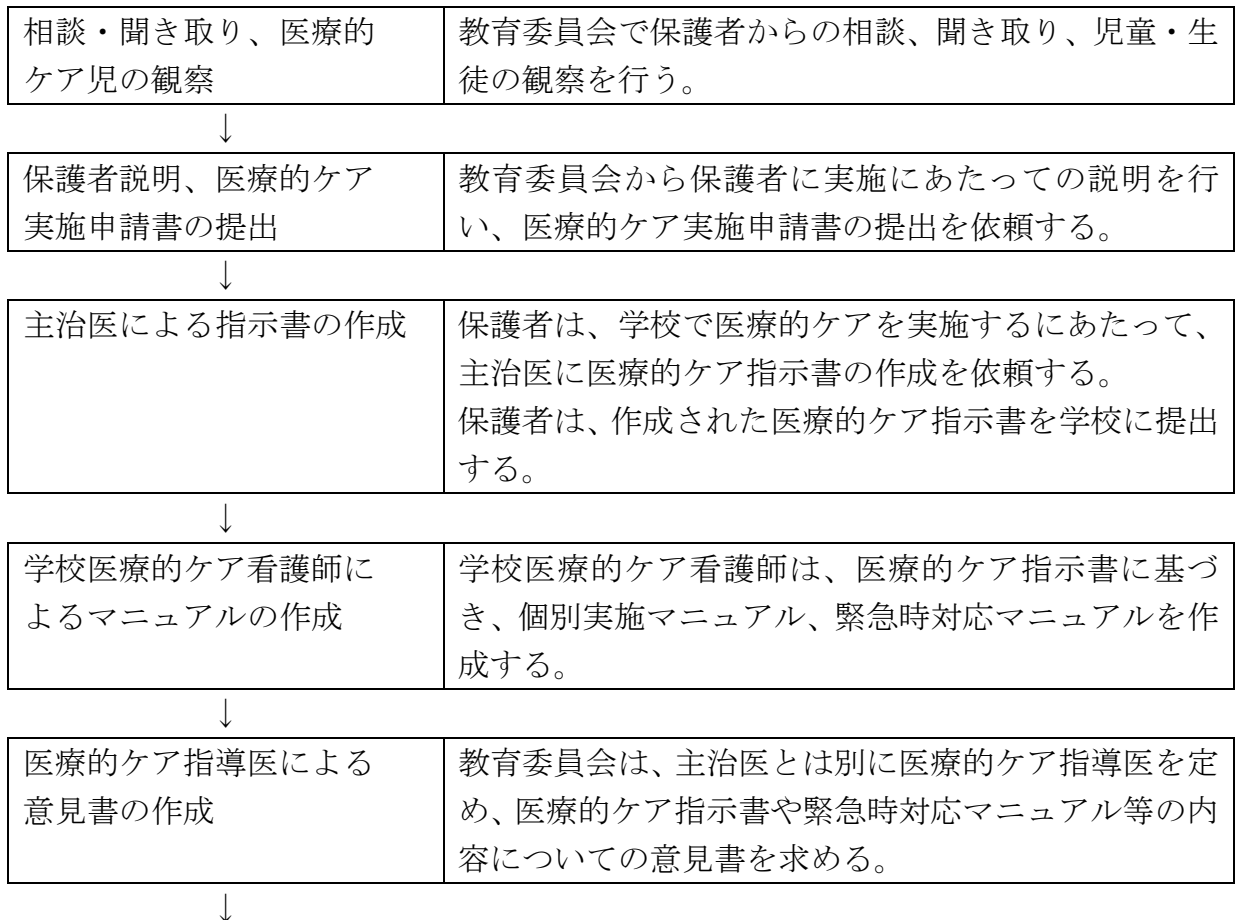 相談・聞き取り、医療的
ケア児の観察
教育委員会で保護者からの相談、聞き取り、児童・生
徒の観察を行う。
↓
保護者説明、医療的ケア
実施申請書の提出
教育委員会から保護者に実施にあたっての説明を行
い、医療的ケア実施申請書の提出を依頼する。
↓
主治医による指示書の作成
保護者は、学校で医療的ケアを実施するにあたって、
主治医に医療的ケア指示書の作成を依頼する。
保護者は、作成された医療的ケア指示書を学校に提出
する。
↓
学校医療的ケア看護師に
よるマニュアルの作成
学校医療的ケア看護師は、医療的ケア指示書に基づ
き、個別実施マニュアル、緊急時対応マニュアルを作
成する。
↓
医療的ケア指導医による
意見書の作成
教育委員会は、主治医とは別に医療的ケア指導医を定
め、医療的ケア指示書や緊急時対応マニュアル等の内
容についての意見書を求める。
↓